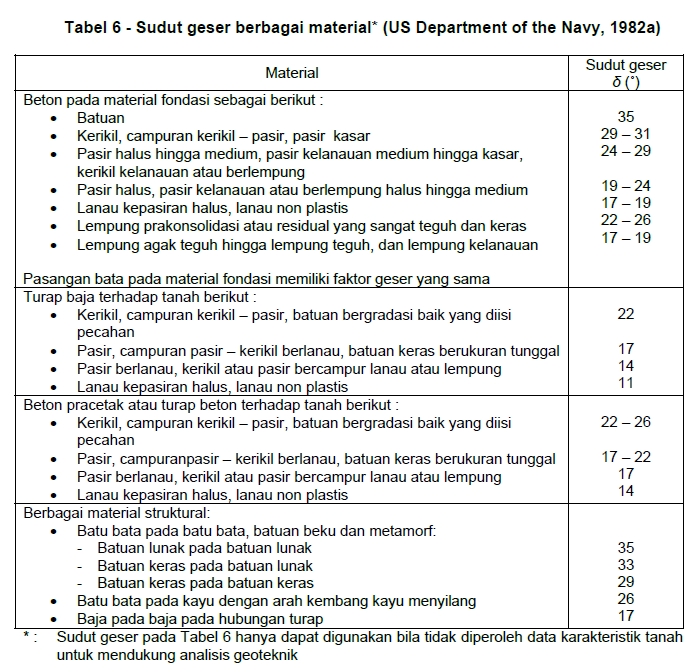 Tabel 6 - Sudut geser berbagai material* (US Department of the Navy, 1982a)
Material
Sudut geser
δ (˚)
Beton pada material fondasi sebagai berikut :
• Batuan 35
• Kerikil, campuran kerikil – pasir, pasir kasar 29 – 31
• Pasir halus hingga medium, pasir kelanauan medium hingga kasar, 24 – 29
kerikil kelanauan atau berlempung
• Pasir halus, pasir kelanauan atau berlempung halus hingga medium 19 – 24
• Lanau kepasiran halus, lanau non plastis 17 – 19
• Lempung prakonsolidasi atau residual yang sangat teguh dan keras 22 – 26
• Lempung agak teguh hingga lempung teguh, dan lempung kelanauan 17 – 19
Pasangan bata pada material fondasi memiliki faktor geser yang sama
Turap baja terhadap tanah berikut :
• Kerikil, campuran kerikil – pasir, batuan bergradasi baik yang diisi 22
pecahan
• Pasir, campuran pasir – kerikil berlanau, batuan keras berukuran tunggal 17
• Pasir berlanau, kerikil atau pasir bercampur lanau atau lempung 14
• Lanau kepasiran halus, lanau non plastis 11
Beton pracetak atau turap beton terhadap tanah berikut :
• Kerikil, campuran kerikil – pasir, batuan bergradasi baik yang diisi 22 – 26
pecahan
• Pasir, campuranpasir – kerikil berlanau, batuan keras berukuran tunggal 17 – 22
• Pasir berlanau, kerikil atau pasir bercampur lanau atau lempung 17
• Lanau kepasiran halus, lanau non plastis 14
Berbagai material struktural:
• Batu bata pada batu bata, batuan beku dan metamorf:
- Batuan lunak pada batuan lunak 35
- Batuan keras pada batuan lunak 33
- Batuan keras pada batuan keras 29
• Batu bata pada kayu dengan arah kembang kayu menyilang 26
• Baja pada baja pada hubungan turap 17
* : Sudut geser pada Tabel 6 hanya dapat digunakan bila tidak diperoleh data karakteristik tanah
untuk mendukung analisis geoteknik